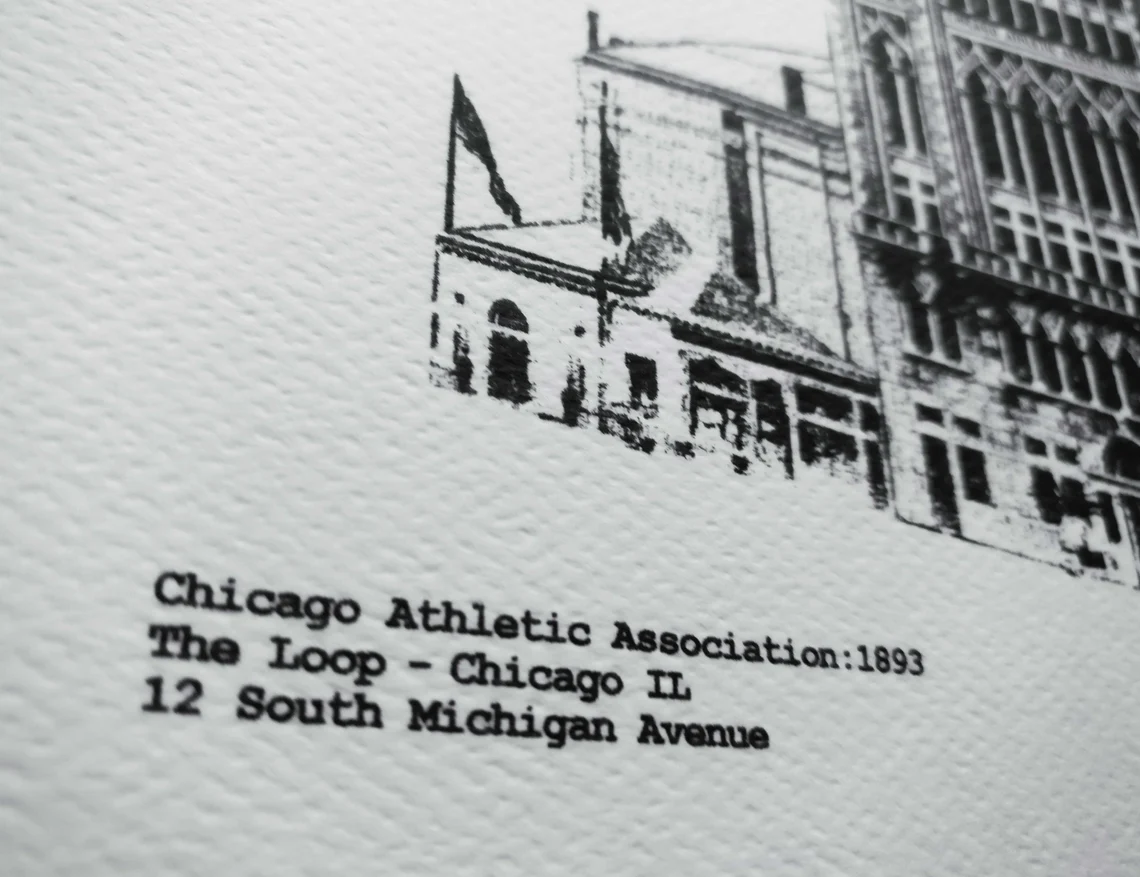 Chicago Athletic Association:1893
The Loop - Chicago IL
12 South Michigan Avenue